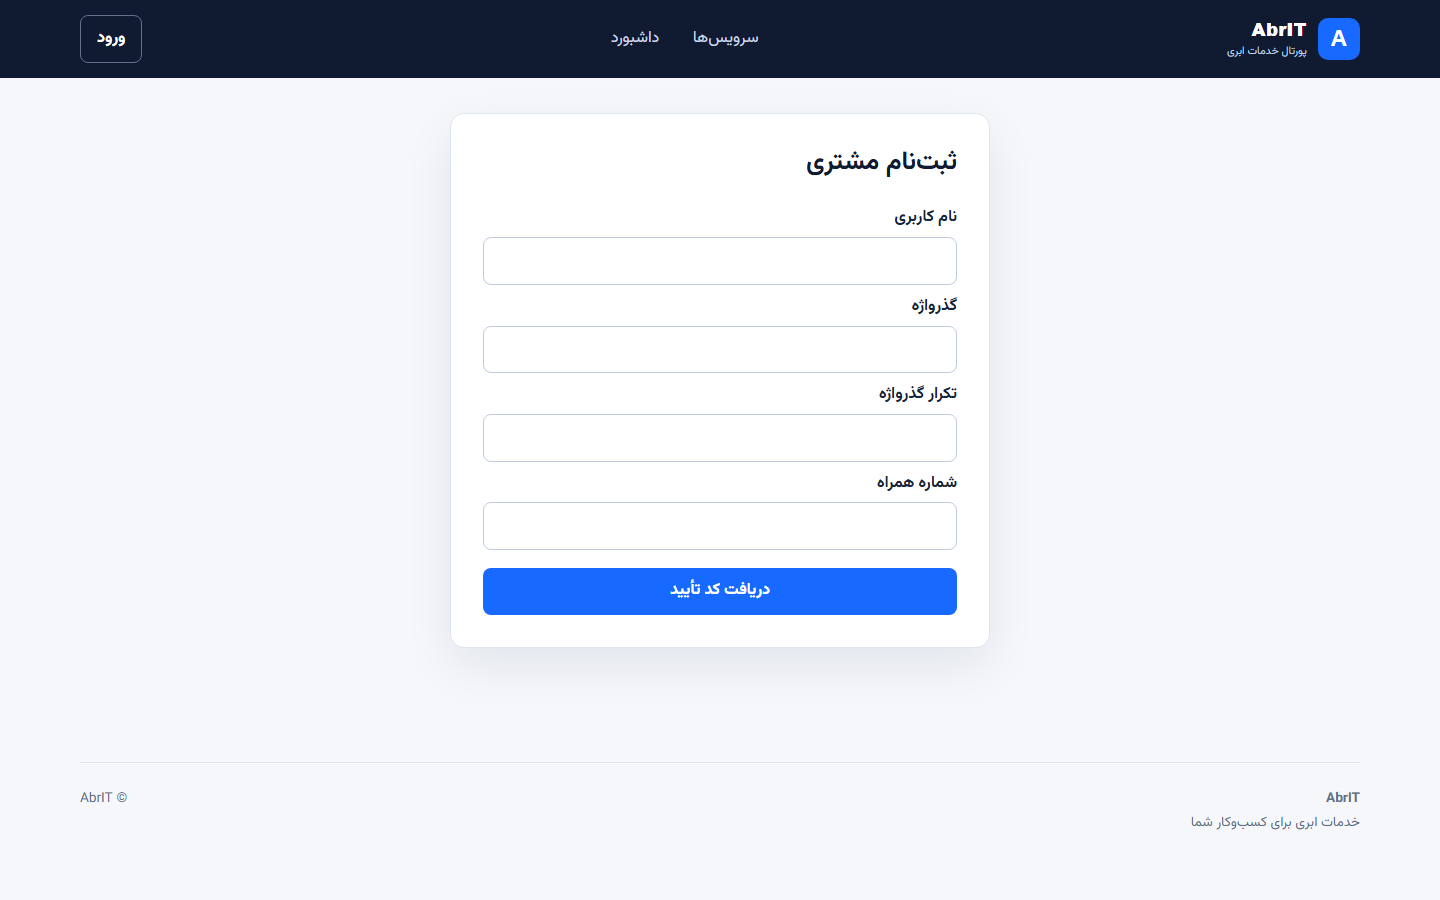 A
AbrIT
پورتال خدمات ابری
سرویس‌ها
داشبورد
ورود
ثبت‌نام مشتری
نام کاربری
گذرواژه
تکرار گذرواژه
شماره همراه
دریافت کد تأیید
AbrIT
خدمات ابری برای کسب‌وکار شما
© AbrIT